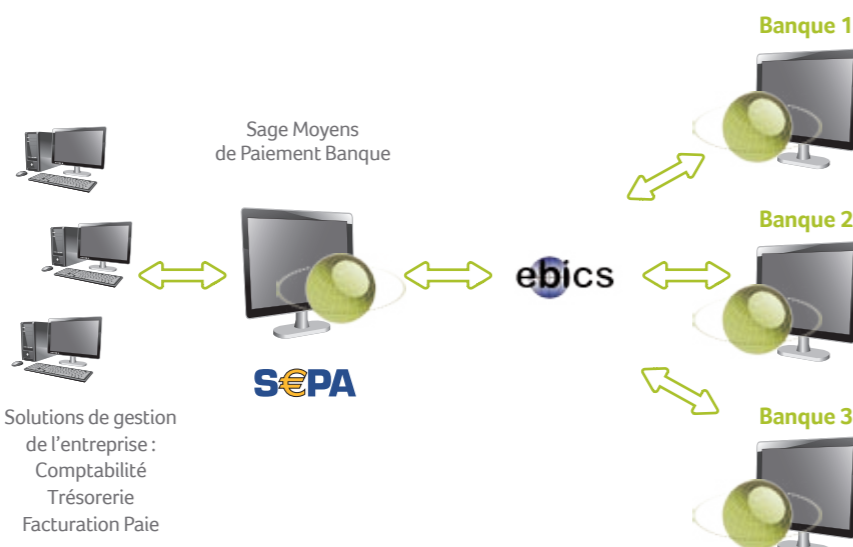 Banque 1
Sage Moyens
de Paiement Banque
Banque 2
ebics
S€PA
Banque 3
Solutions de gestion
de l'entreprise :
Comptabilité
Trésorerie
Facturation Paie